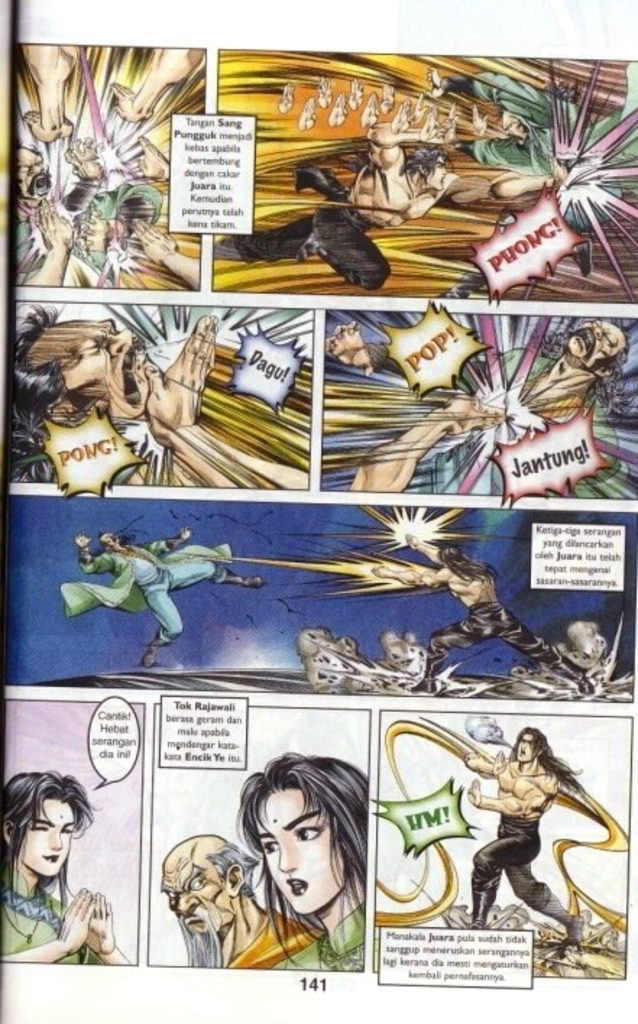 Tangan Sang
Pungguk menjadi
kebas apabila
bertembung
dengan cakar
Juara itu.
Kemudian
perutnya telah
kena tikam.
PUONG!
Dagu!
PONG!
POP!
Jantung!
Ketiga-tiga serangan
yang dilancarkan
oleh Juara itu telah
tepat mengenai
sasaran-sasarannya.
Cantik!
Hebat
serangan
dia ini!
Tok Rajawali
berasa geram dan
malu apabila
mendengar kata-
kata Encik Ye itu.
HM!
Manakala Juara pula sudah tidak
sanggup meneruskan serangannya
lagi kerana dia mesti mengaturkan
kembali pernafasannya.
141